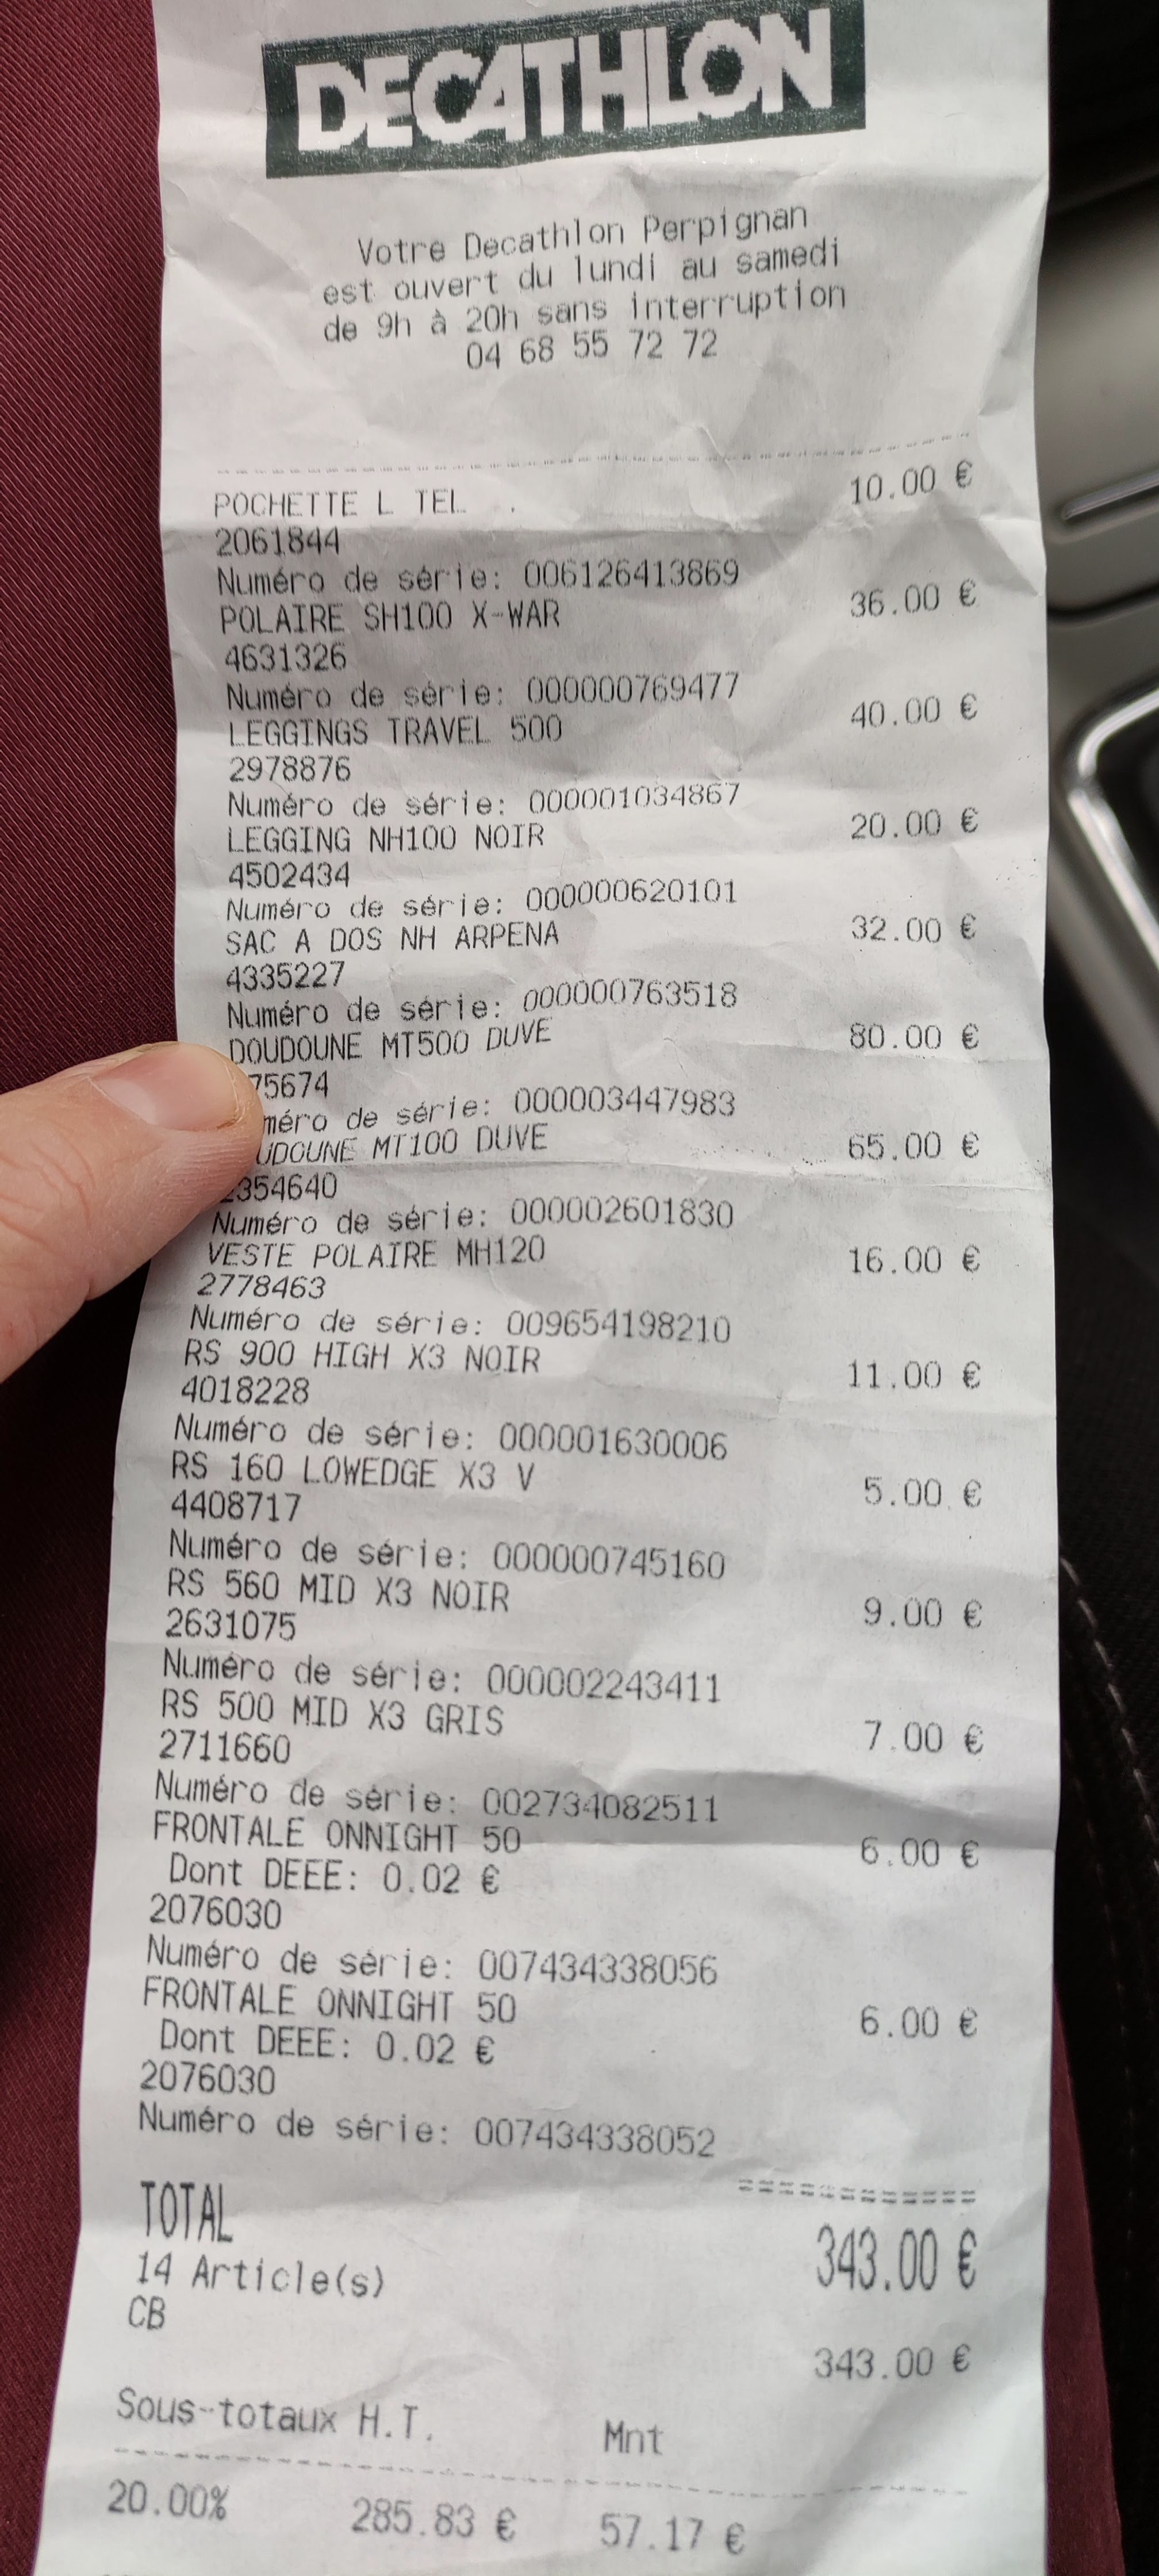 DECATHLON
Votre Decathlon Perpignan
est ouvert du lundi au samedi
de 9h à 20h sans interruption
04 68 55 72 72
POCHETTE L TEL . 10.00 €
2061844
Numéro de série: 006126413869
POLAIRE SH100 X-WAR 36.00 €
4631326
Numéro de série: 000000769477
LEGGINGS TRAVEL 500 40.00 €
2978876
Numéro de série: 000001034867
LEGGING NH100 NOIR 20.00 €
4502434
Numéro de série: 000000620101
SAC A DOS NH ARPENA 32.00 €
4335227
Numéro de série: 000000763518
DOUDOUNE MT500 DUVE 80.00 €
75674
méro de série: 000003447983
UDOUNE MT100 DUVE 65.00 €
2354640
Numéro de série: 000002601830
VESTE POLAIRE MH120 16.00 €
2778463
Numéro de série: 009654198210
RS 900 HIGH X3 NOIR 11.00 €
4018228
Numéro de série: 000001630006
RS 160 LOWEDGE X3 V 5.00 €
4408717
Numéro de série: 000000745160
RS 560 MID X3 NOIR 9.00 €
2631075
Numéro de série: 000002243411
RS 500 MID X3 GRIS 7.00 €
2711660
Numéro de série: 002734082511
FRONTALE ONNIGHT 50 6.00 €
Dont DEEE: 0.02 €
2076030
Numéro de série: 007434338056
FRONTALE ONNIGHT 50 6.00 €
Dont DEEE: 0.02 €
2076030
Numéro de série: 007434338052
TOTAL 343.00 €
14 Article(s)
CB 343.00 €
Sous-totaux H.T. Mnt
20.00% 285.83 € 57.17 €